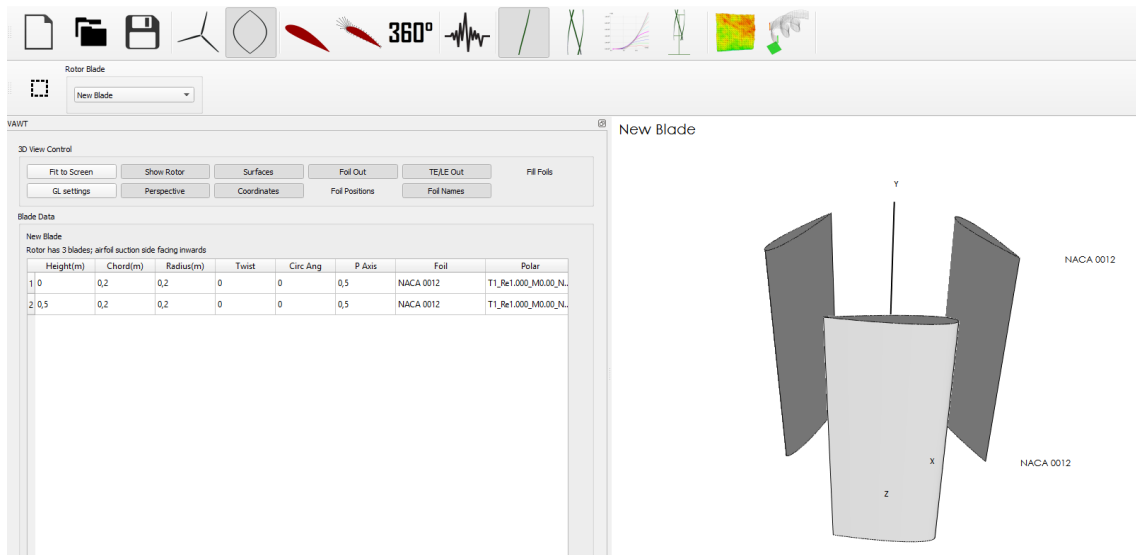 360°
Rotor Blade
New Blade
VAWT
3D View Control
Fit to Screen Show Rotor Surfaces Foil Out TE/LE Out Fill Foils
GL settings Perspective Coordinates Foil Positions Foil Names
Blade Data
New Blade
Rotor has 3 blades; airfoil suction side facing inwards
Height(m) Chord(m) Radius(m) Twist Circ Ang P Axis Foil Polar
1 0 0,2 0,2 0 0 0,5 NACA 0012 T1_Re1.000_M0.00_N...
2 0,5 0,2 0,2 0 0 0,5 NACA 0012 T1_Re1.000_M0.00_N...
New Blade
Y
NACA 0012
X
NACA 0012
Z